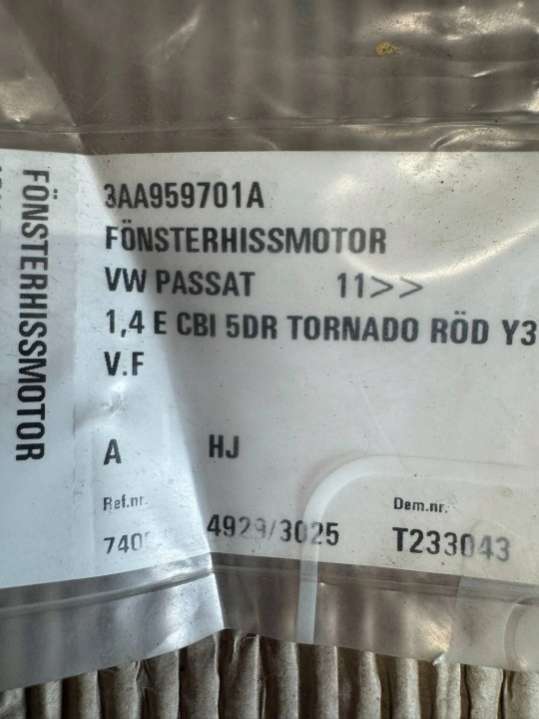 FÖNSTERHISSMOTOR
3AA959701A
FÖNSTERHISSMOTOR
VW PASSAT 11>>
1,4 E CBI 5DR TORNADO RÖD Y3
V.F
A HJ
Ref.nr. Dem.nr.
4929/3025 T233043